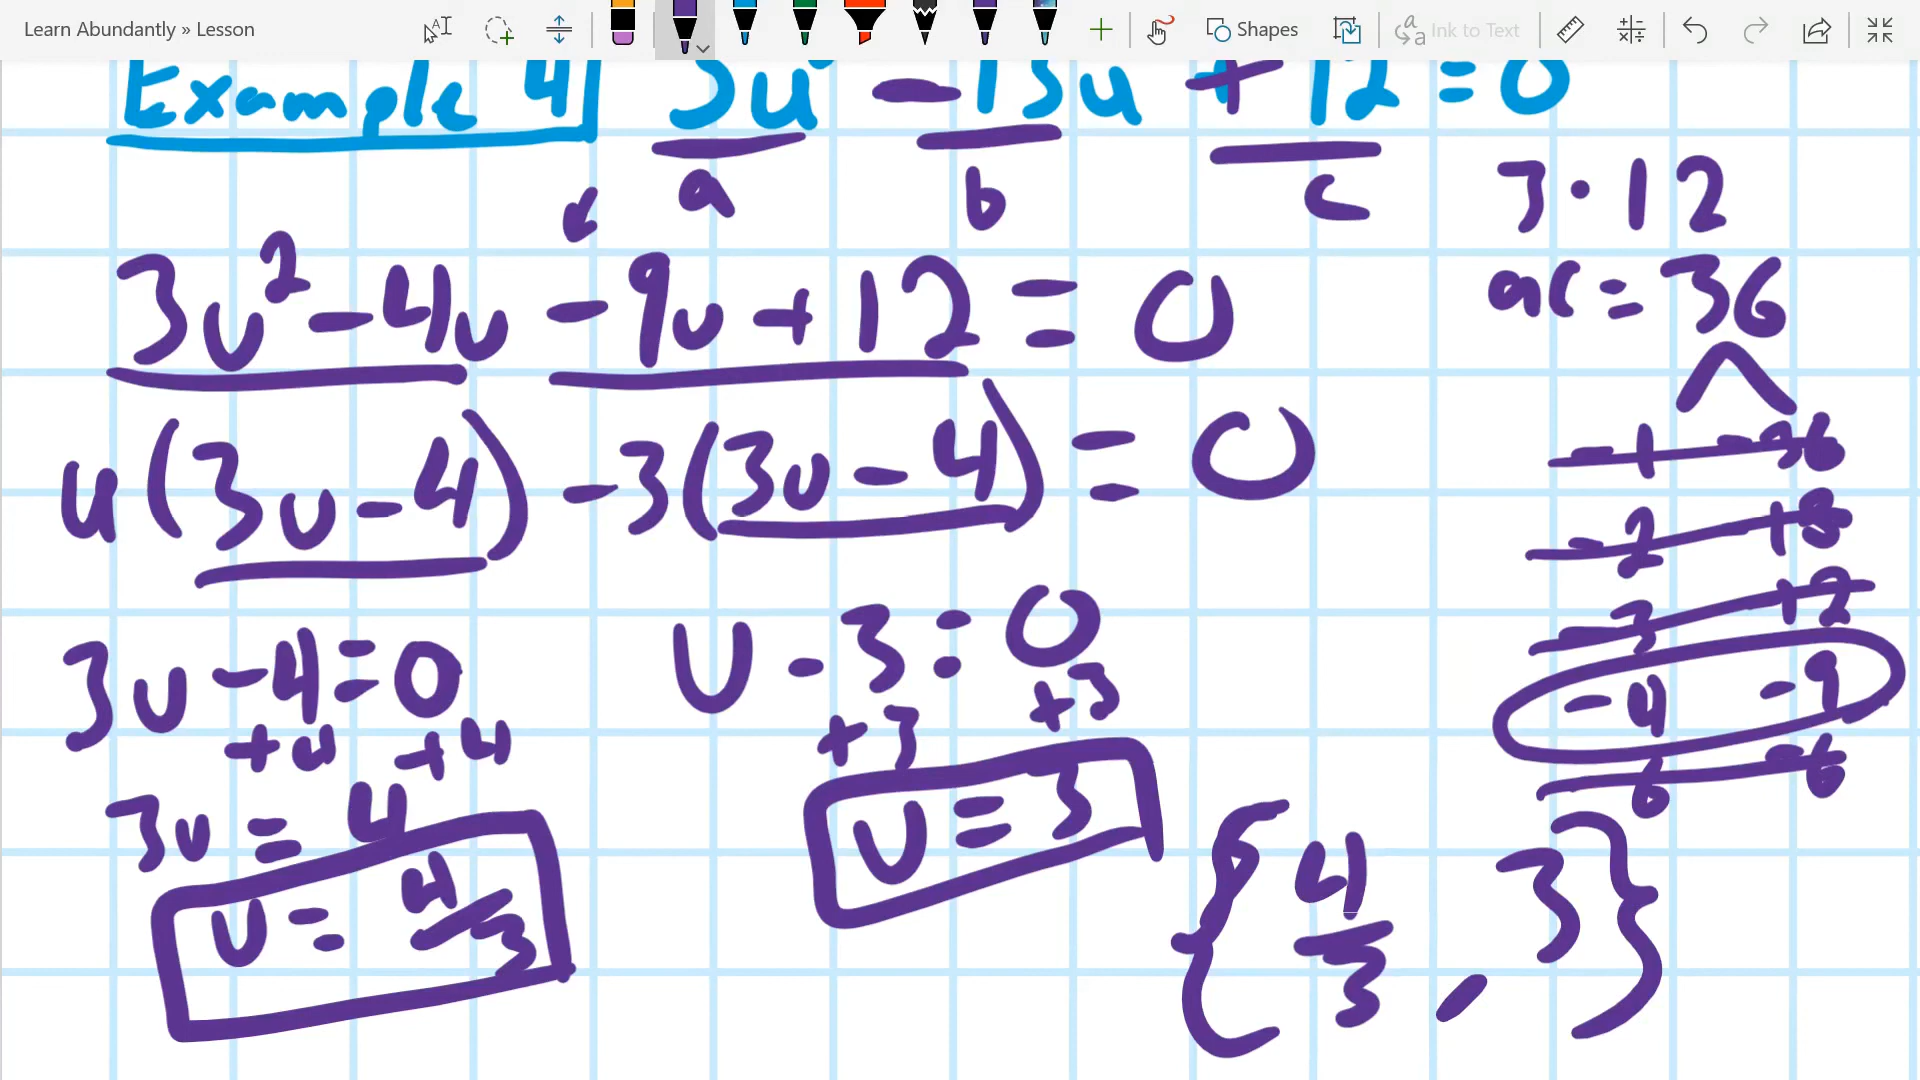 Learn Abundantly » Lesson
Shapes
Ink to Text
Example 4 3u² - 13u + 12 = 0
a b c
3 · 12
3u² - 4u - 9u + 12 = 0
ac = 36
u(3u - 4) - 3(3u - 4) = 0
-1 -36
-2 -18
-3 -12
-4 -9
-6 -6
3u - 4 = 0
+4 +4
3u = 4
u = 4/3
u - 3 = 0
+3 +3
u = 3
{4/3, 3}